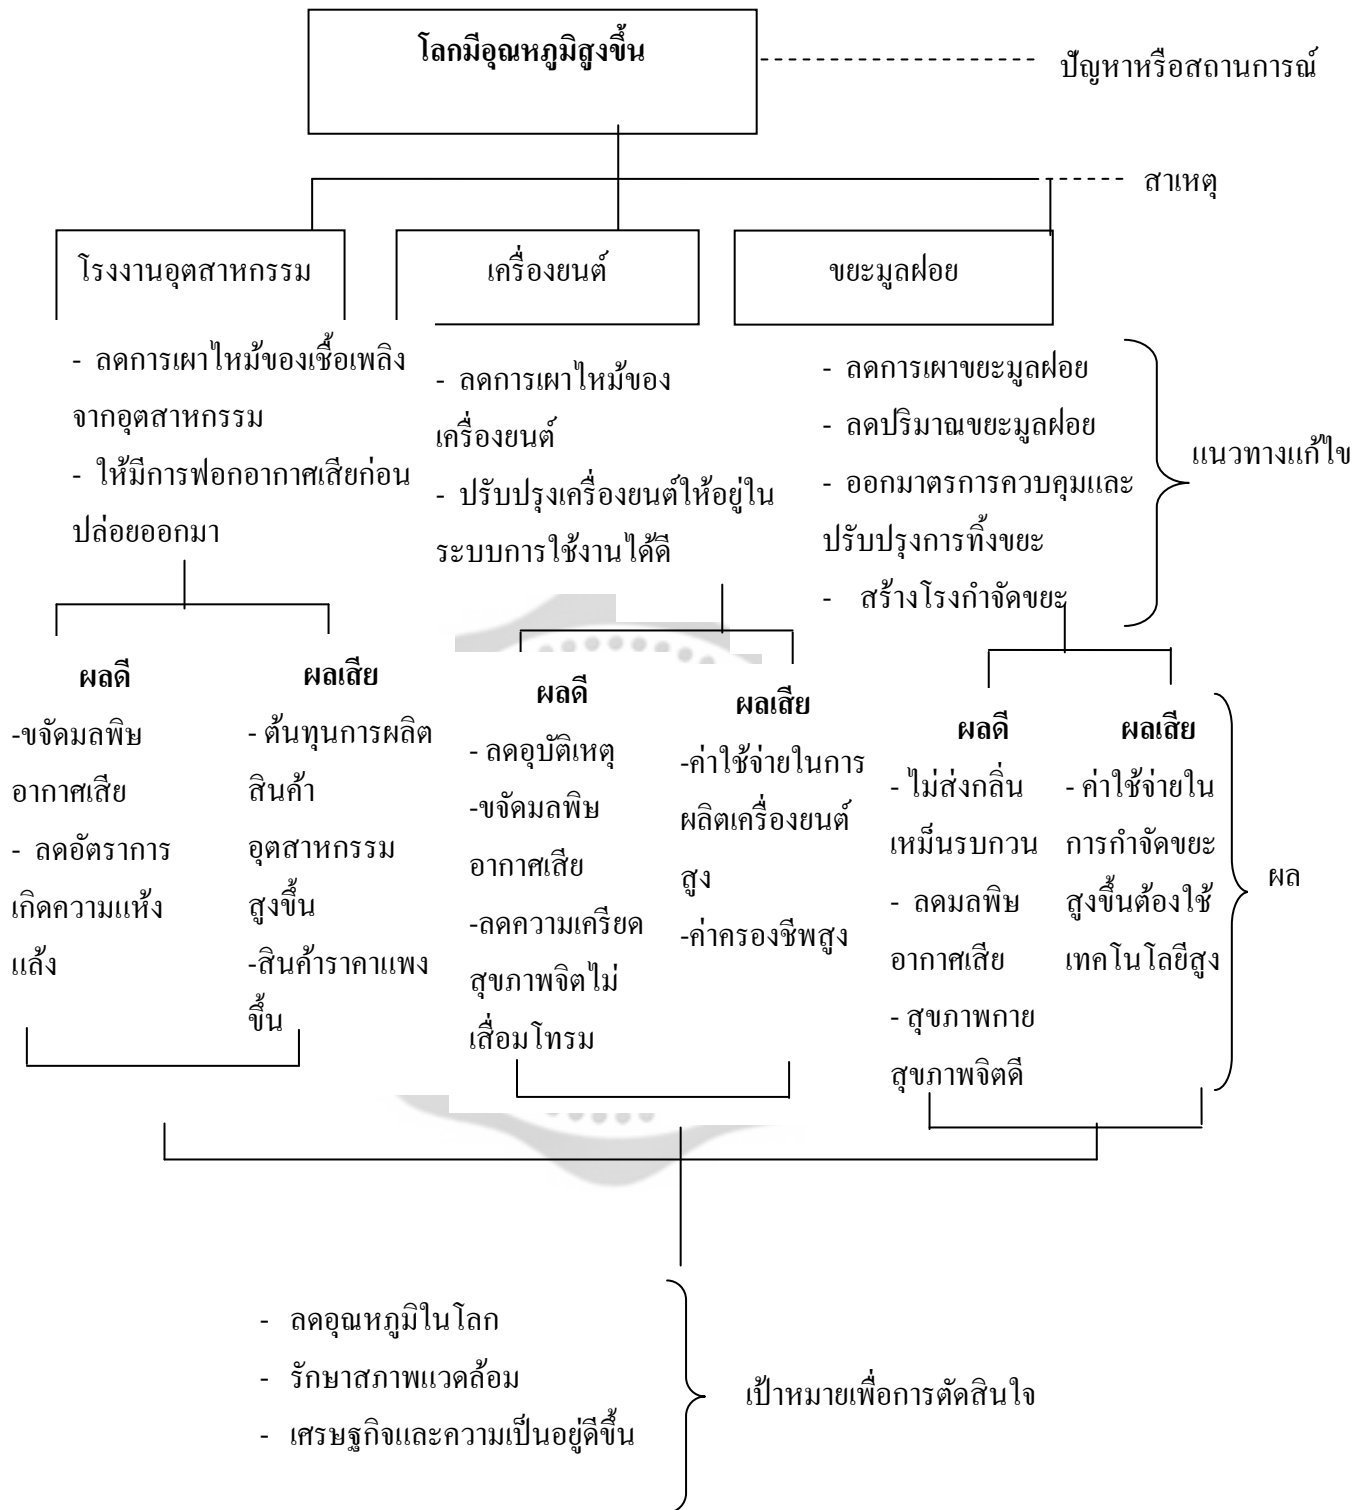 โลกมีอุณหภูมิสูงขึ้น
ปัญหาหรือสถานการณ์
สาเหตุ
โรงงานอุตสาหกรรม
เครื่องยนต์
ขยะมูลฝอย
- ลดการเผาไหม้ของเชื้อเพลิง
จากอุตสาหกรรม
- ให้มีการฟอกอากาศเสียก่อน
ปล่อยออกมา
- ลดการเผาไหม้ของ
เครื่องยนต์
- ปรับปรุงเครื่องยนต์ให้อยู่ใน
ระบบการใช้งานได้ดี
- ลดการเผาขยะมูลฝอย
- ลดปริมาณขยะมูลฝอย
- ออกมาตรการควบคุมและ
ปรับปรุงการทิ้งขยะ
- สร้างโรงกำจัดขยะ
แนวทางแก้ไข
ผลดี
-ขจัดมลพิษ
อากาศเสีย
- ลดอัตราการ
เกิดความแห้ง
แล้ง
ผลเสีย
- ต้นทุนการผลิต
สินค้า
อุตสาหกรรม
สูงขึ้น
-สินค้าราคาแพง
ขึ้น
ผลดี
- ลดอุบัติเหตุ
-ขจัดมลพิษ
อากาศเสีย
-ลดความเครียด
สุขภาพจิตไม่
เสื่อมโทรม
ผลเสีย
-ค่าใช้จ่ายในการ
ผลิตเครื่องยนต์
สูง
-ค่าครองชีพสูง
ผลดี
- ไม่ส่งกลิ่น
เหม็นรบกวน
- ลดมลพิษ
อากาศเสีย
- สุขภาพกาย
สุขภาพจิตดี
ผลเสีย
- ค่าใช้จ่ายใน
การกำจัดขยะ
สูงขึ้นต้องใช้
เทคโนโลยีสูง
ผล
- ลดอุณหภูมิในโลก
- รักษาสภาพแวดล้อม
- เศรษฐกิจและความเป็นอยู่ดีขึ้น
เป้าหมายเพื่อการตัดสินใจ